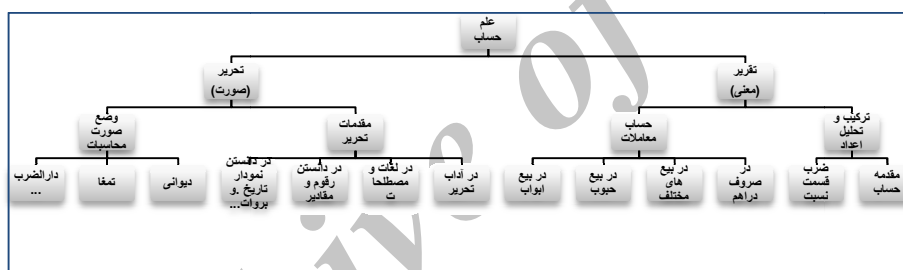 علم
حساب
تقریر
(معنی)
تحریر
(صورت)
ترکیب و
تحلیل
اعداد
حساب
معاملات
مقدمات
تحریر
وضع
صورت
محاسبات
مقدمه
حساب
ضرب
قسمت
نسبت
در
صروف
دراهم
در بیع
های
مختلف
در بیع
حبوب
در بیع
ابواب
در آداب
تحریر
در لغات و
مصطلحا
ت
در دانستن
رقوم و
مقادیر
در دانستن
نمودار
تاریخ و.
بروات...
دیوانی
تمغا
دارالضرب
...